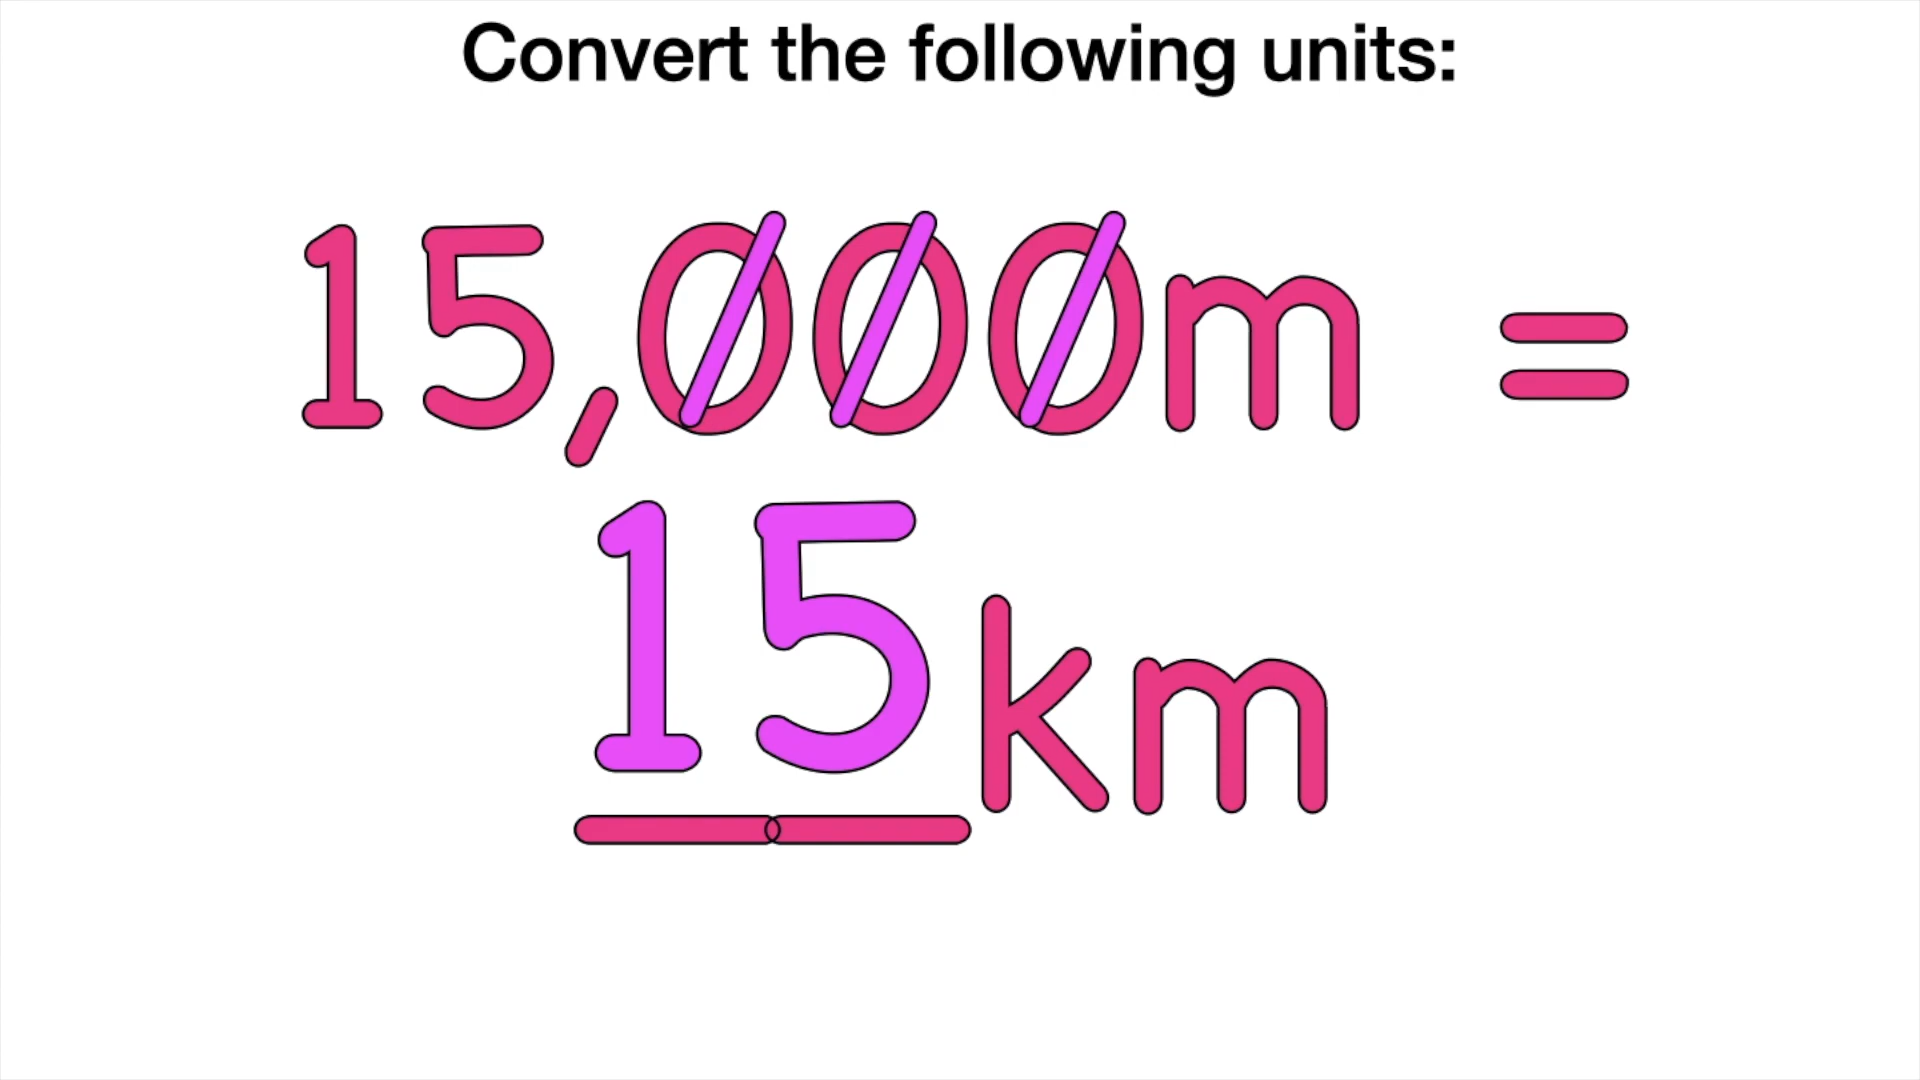 Convert the following units:
15,000m =
15km